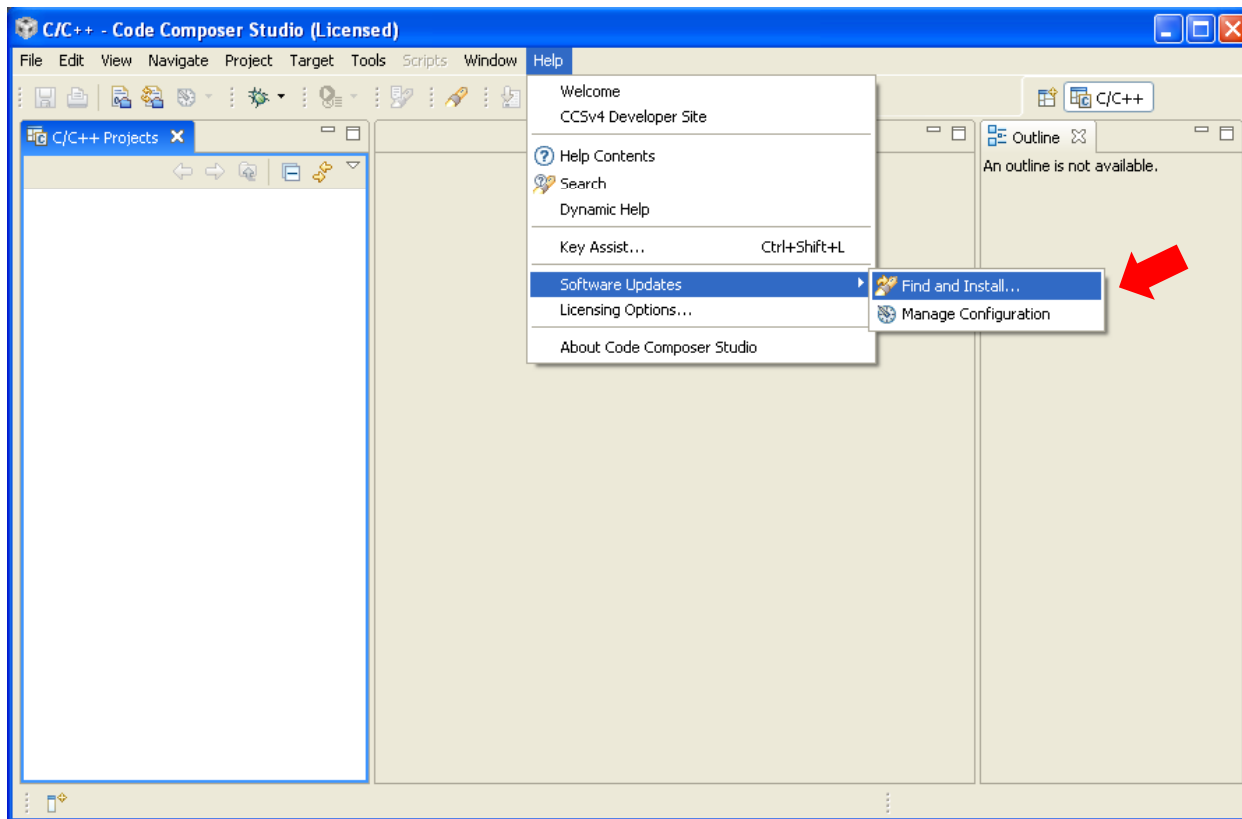 C/C++ - Code Composer Studio (Licensed)
File Edit View Navigate Project Target Tools Scripts Window Help
C/C++
C/C++ Projects
Outline
An outline is not available.
Welcome
CCSv4 Developer Site
Help Contents
Search
Dynamic Help
Key Assist... Ctrl+Shift+L
Software Updates
Licensing Options...
About Code Composer Studio
Find and Install...
Manage Configuration